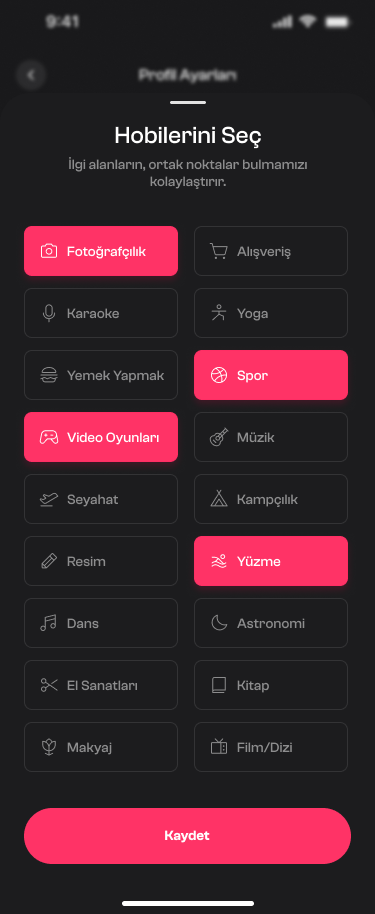 9:41
Profil Ayarları
Hobilerini Seç
İlgi alanların, ortak noktalar bulmamızı
kolaylaştırır.
Fotoğrafçılık
Alışveriş
Karaoke
Yoga
Yemek Yapmak
Spor
Video Oyunları
Müzik
Seyahat
Kampçılık
Resim
Yüzme
Dans
Astronomi
El Sanatları
Kitap
Makyaj
Film/Dizi
Kaydet